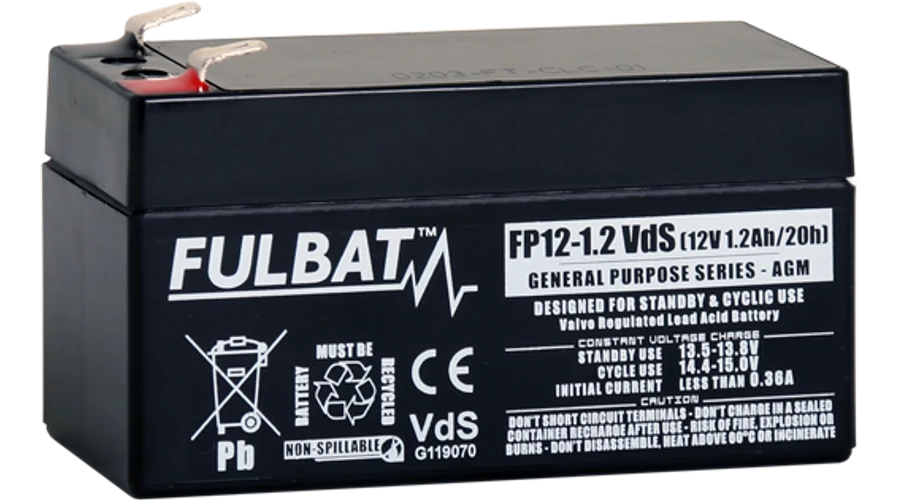 0203-FT-CLC-01
FULBAT™
FP12-1.2 VdS (12V 1.2Ah/20h)
GENERAL PURPOSE SERIES - AGM
DESIGNED FOR STANDBY & CYCLIC USE
Valve Regulated Lead Acid Battery
CONSTANT VOLTAGE CHARGE
STANDBY USE 13.5-13.8V
CYCLE USE 14.4-15.0V
INITIAL CURRENT LESS THAN 0.36A
CAUTION
DON'T SHORT CIRCUIT TERMINALS - DON'T CHARGE IN A SEALED
CONTAINER RECHARGE AFTER USE - RISK OF FIRE, EXPLOSION OR
BURNS - DON'T DISASSEMBLE, HEAT ABOVE 60°C OR INCINERATE
Pb
MUST BE
BATTERY
RECYCLED
NON-SPILLABLE
CE
VdS
G119070